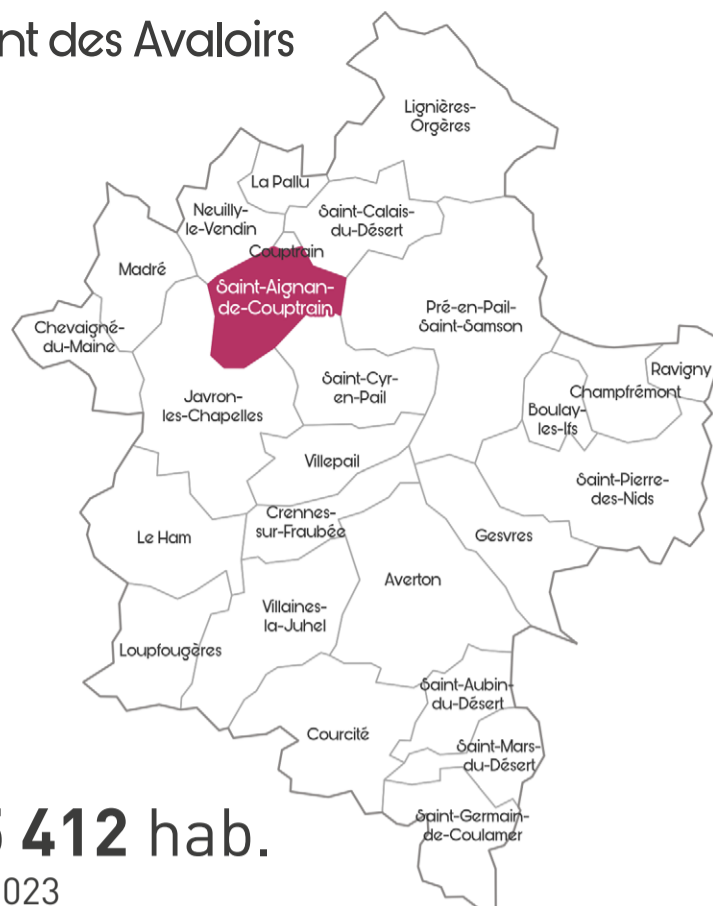 nt des Avaloirs
Lignières-
Orgères
La Pallu
Neuilly-
le-Vendin
Saint-Calais-
du-Désert
Couptrain
Madré
Saint-Aignan-
de-Couptrain
Pré-en-Pail-
Saint-Samson
Chevaigné-
du-Maine
Ravigny
Champfrémont
Saint-Cyr-
en-Pail
Javron-
les-Chapelles
Boulay-
les-Ifs
Villepail
Saint-Pierre-
des-Nids
Crennes-
sur-Fraubée
Le Ham
Gesvres
Averton
Villaines-
la-Juhel
Loupfougères
Saint-Aubin-
du-Désert
Courcité
Saint-Mars-
du-Désert
Saint-Germain-
de-Coulamer
412 hab.
023